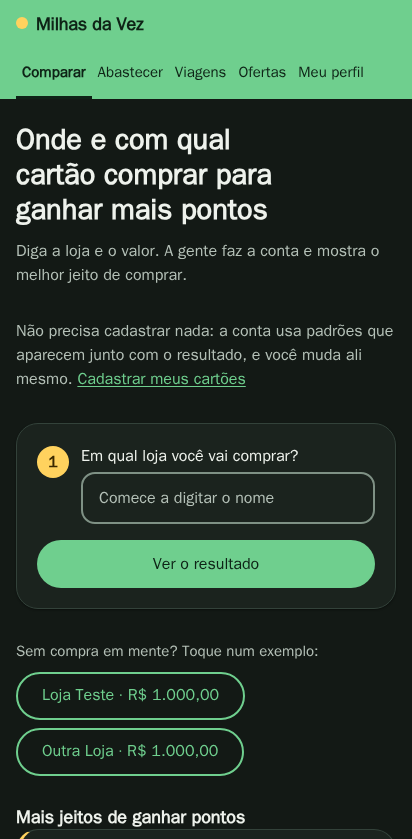 Milhas da Vez
Comparar Abastecer Viagens Ofertas Meu perfil
Onde e com qual
cartão comprar para
ganhar mais pontos
Diga a loja e o valor. A gente faz a conta e mostra o
melhor jeito de comprar.
Não precisa cadastrar nada: a conta usa padrões que
aparecem junto com o resultado, e você muda ali
mesmo. Cadastrar meus cartões
1 Em qual loja você vai comprar?
Comece a digitar o nome
Ver o resultado
Sem compra em mente? Toque num exemplo:
Loja Teste · R$ 1.000,00
Outra Loja · R$ 1.000,00
Mais jeitos de ganhar pontos